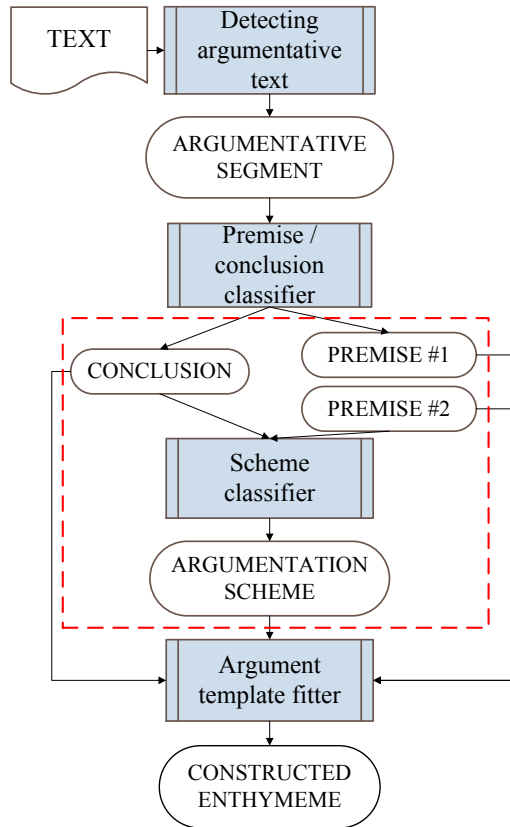 TEXT
Detecting
argumentative
text
ARGUMENTATIVE
SEGMENT
Premise /
conclusion
classifier
CONCLUSION
PREMISE #1
PREMISE #2
Scheme
classifier
ARGUMENTATION
SCHEME
Argument
template fitter
CONSTRUCTED
ENTHYMEME